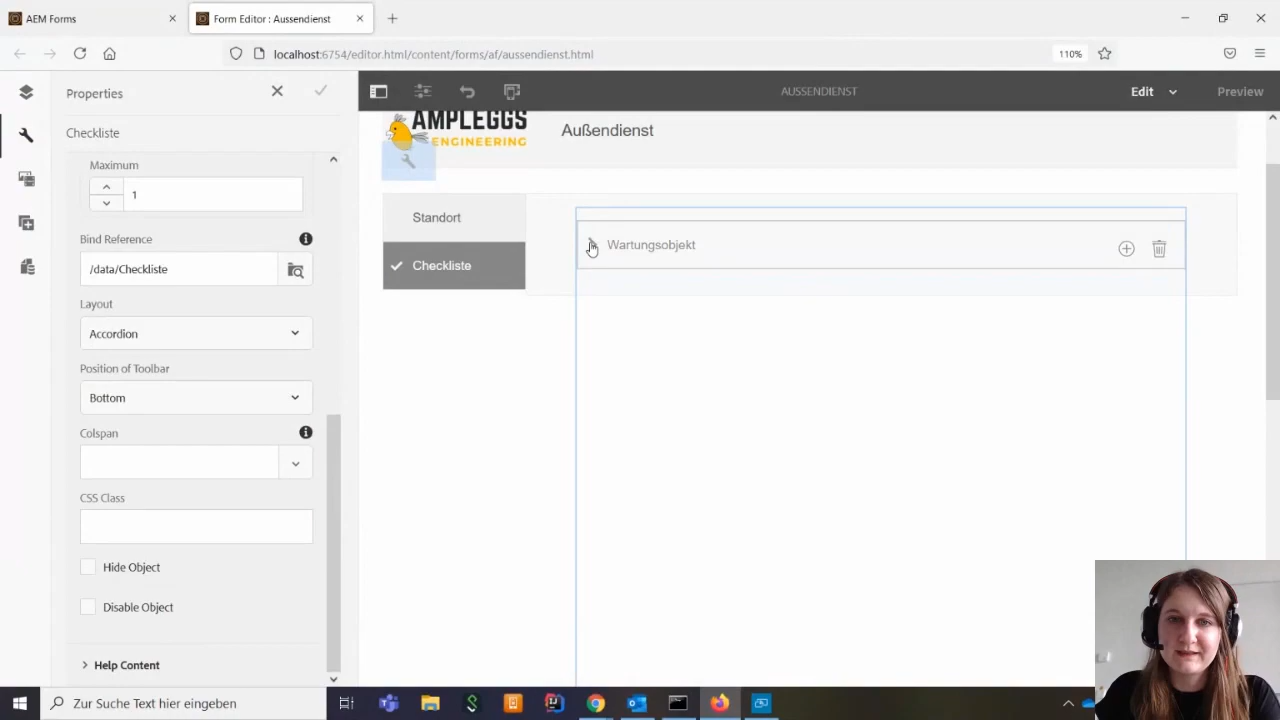 AEM Forms
Form Editor : Aussendienst
localhost:6754/editor.html/content/forms/af/aussendienst.html
110%
Properties
AUSSENDIENST
Edit
Preview
Checkliste
Maximum
1
Bind Reference
/data/Checkliste
Layout
Accordion
Position of Toolbar
Bottom
Colspan
CSS Class
Hide Object
Disable Object
Help Content
AMPLEGGS
ENGINEERING
Außendienst
Standort
Checkliste
Wartungsobjekt
Zur Suche Text hier eingeben